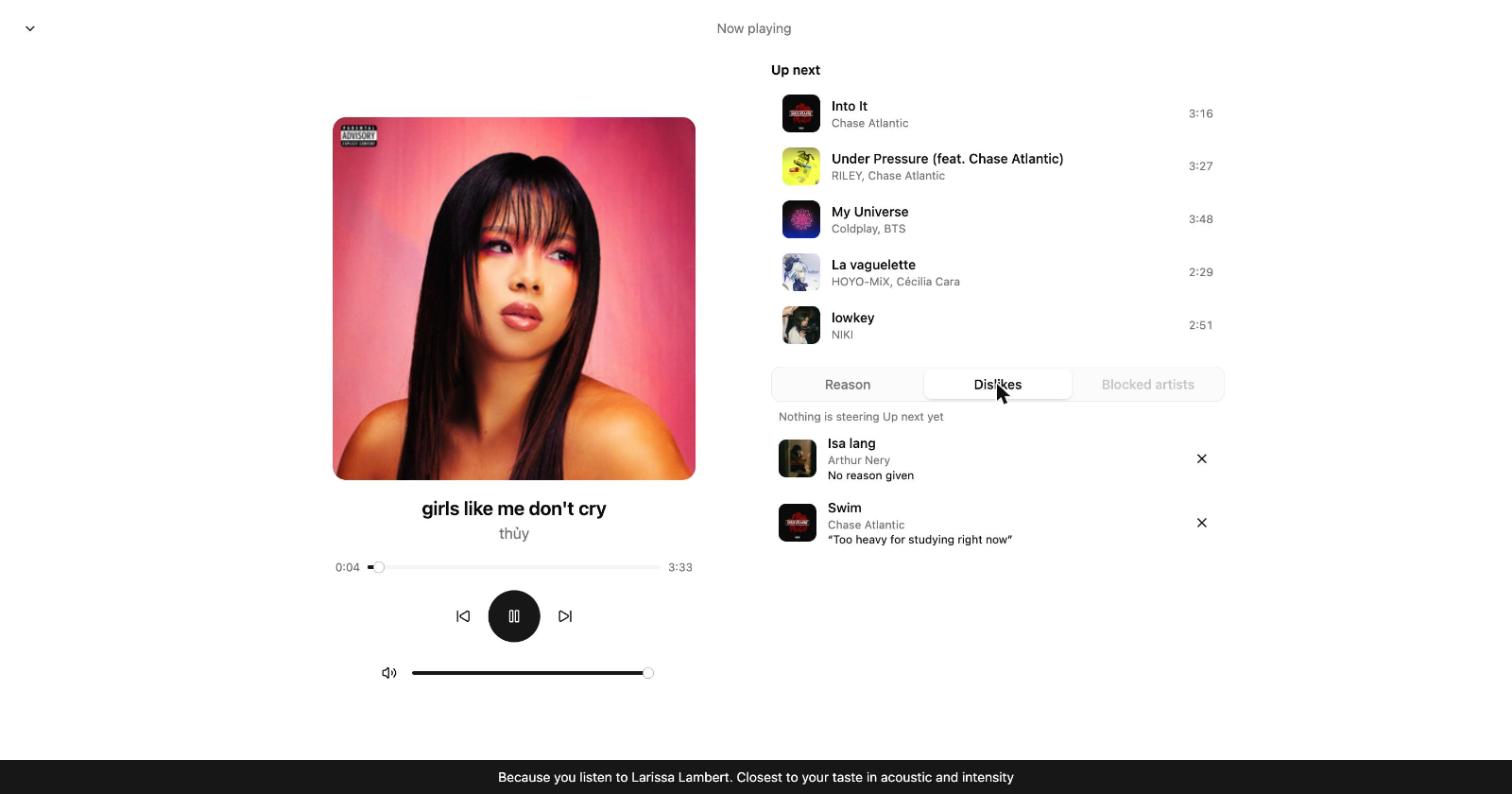 Now playing
Up next
Into It
Chase Atlantic
3:16
Under Pressure (feat. Chase Atlantic)
RILEY, Chase Atlantic
3:27
My Universe
Coldplay, BTS
3:48
La vaguelette
HOYO-MiX, Cécilia Cara
2:29
lowkey
NIKI
2:51
Reason
Dislikes
Blocked artists
Nothing is steering Up next yet
Isa lang
Arthur Nery
No reason given
Swim
Chase Atlantic
“Too heavy for studying right now”
PARENTAL
ADVISORY
EXPLICIT CONTENT
girls like me don't cry
thủy
0:04
3:33
Because you listen to Larissa Lambert. Closest to your taste in acoustic and intensity